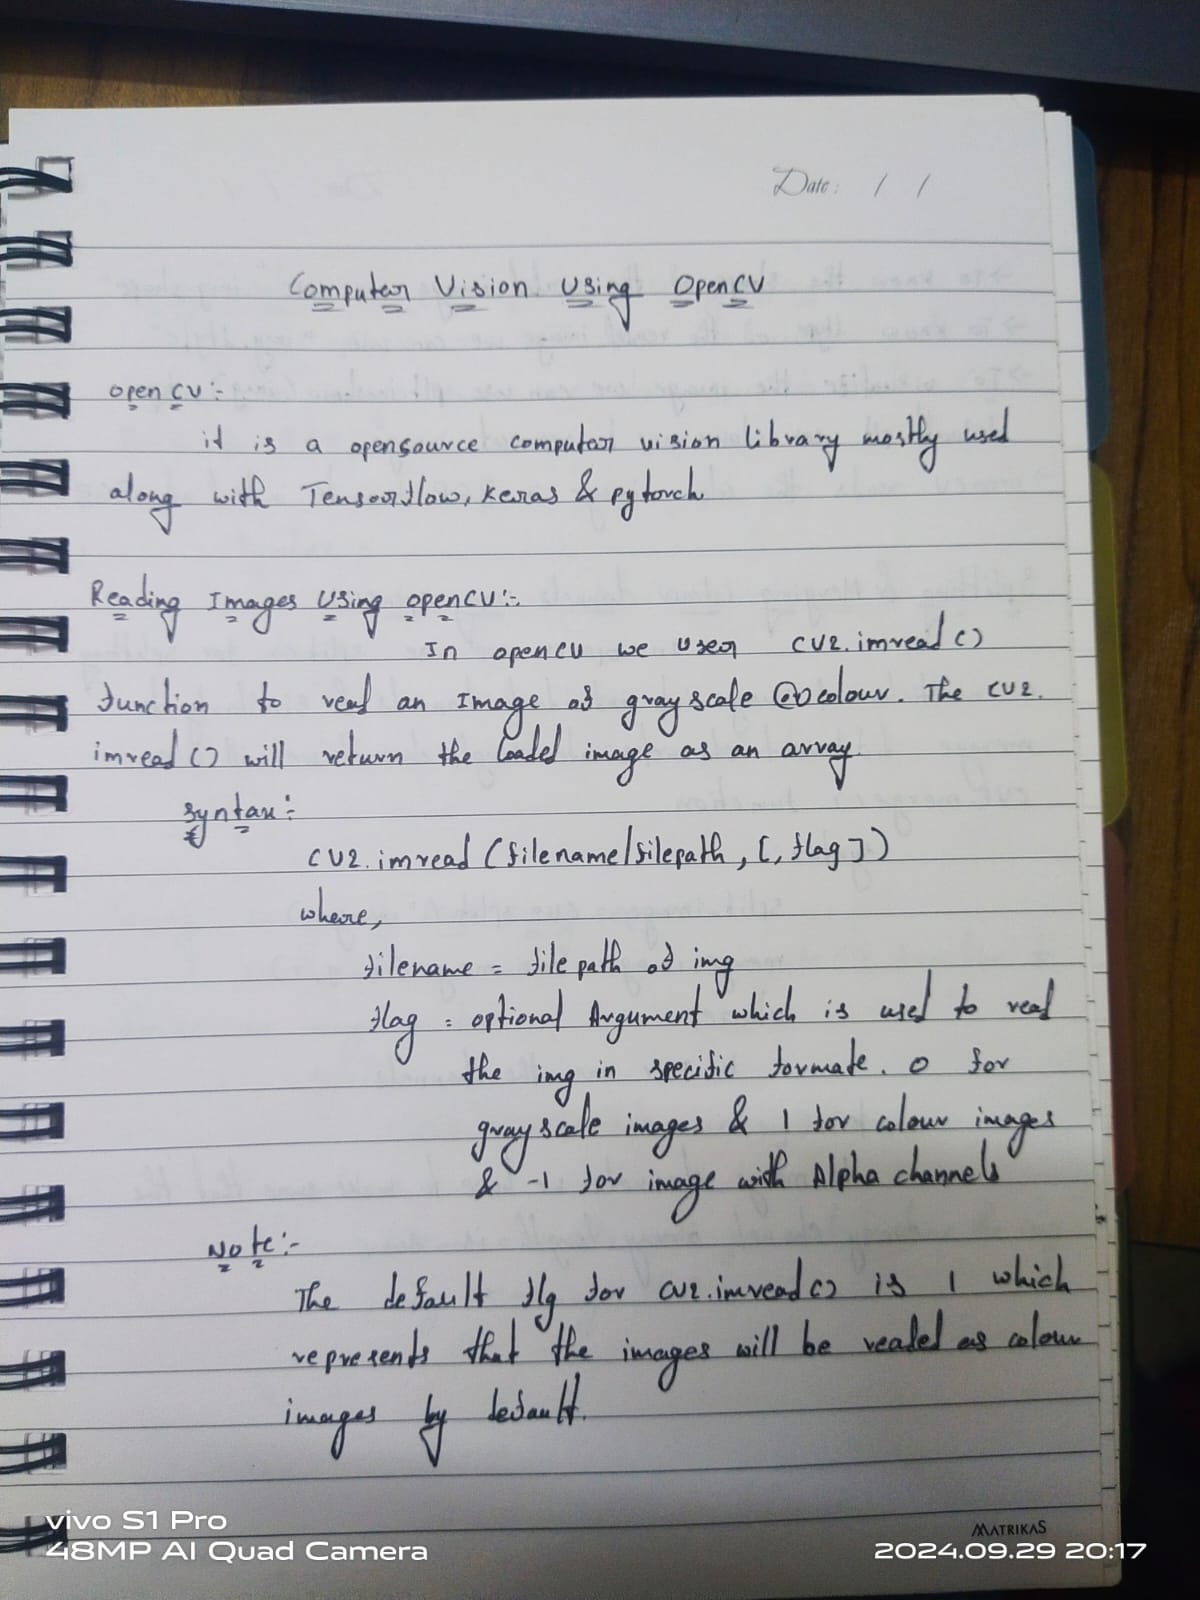 Date: / /
Computer Vision Using OpenCV
open CV:-
it is a opensource computer vision library mostly used
along with Tensorflow, keras & pytorch
Reading Images Using openCV:-
In opencv we user cv2.imread()
function to read an Image of grayscale (or) colour. The cv2.
imread() will return the loaded image as an array.
Syntax:-
cv2.imread (filename/filepath, [, flag])
where,
filename = file path of img
flag = optional Argument which is used to read
the img in specific formate. 0 for
grayscale images & 1 for colour images
& -1 for image with Alpha channels
Note:-
The default flg for cv2.imread() is 1 which
represents that the images will be readed as colour
images by default.
MATRIKAS
vivo S1 Pro
48MP AI Quad Camera
2024.09.29 20:17